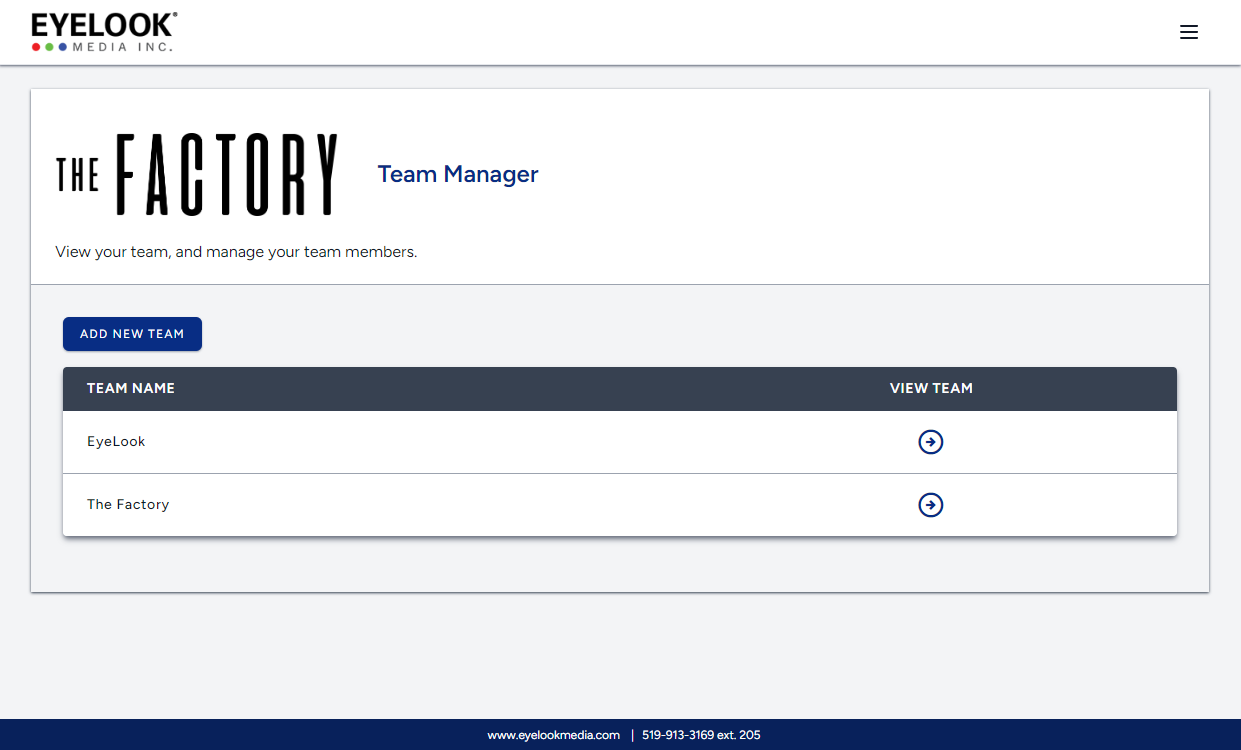 EYELOOK®
MEDIA INC.
THE FACTORY
Team Manager
View your team, and manage your team members.
ADD NEW TEAM
TEAM NAME VIEW TEAM
EyeLook
The Factory
www.eyelookmedia.com | 519-913-3169 ext. 205